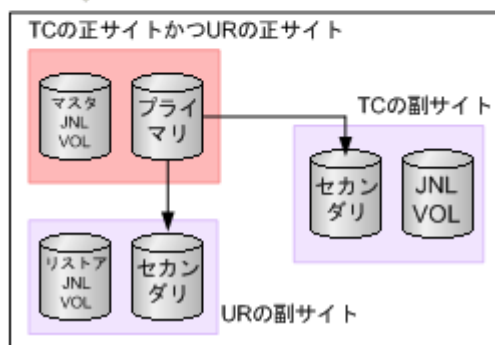 TCの正サイトかつURの正サイト
マスタ
JNL
VOL
プライ
マリ
TCの副サイト
セカン
ダリ
JNL
VOL
リストア
JNL
VOL
セカン
ダリ
URの副サイト